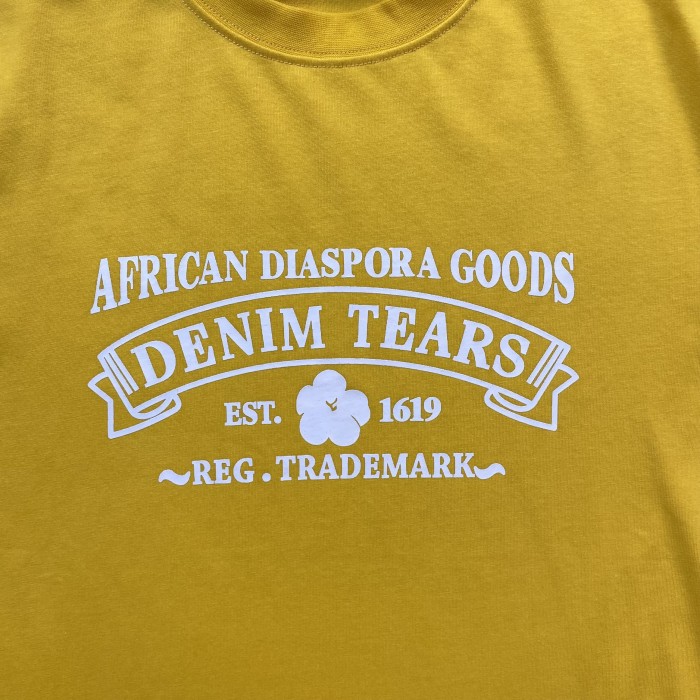 AFRICAN DIASPORA GOODS
DENIM TEARS
EST. 1619
REG. TRADEMARK